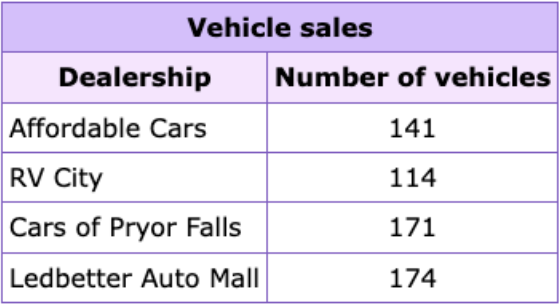 Vehicle sales
Dealership Number of vehicles
Affordable Cars 141
RV City 114
Cars of Pryor Falls 171
Ledbetter Auto Mall 174